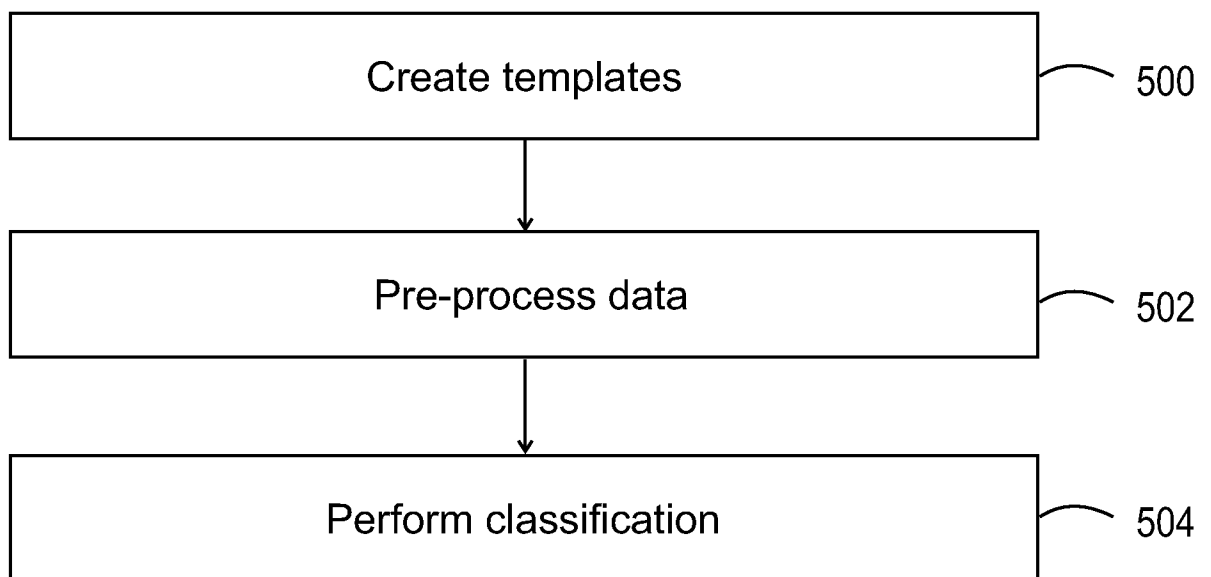 Create templates
500
Pre-process data
502
Perform classification
504